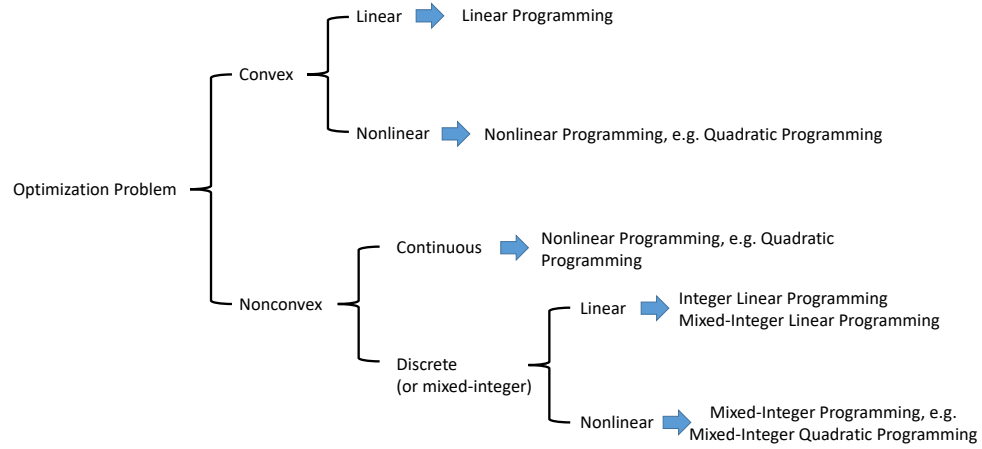 Linear
Linear Programming
Convex
Nonlinear
Nonlinear Programming, e.g. Quadratic Programming
Optimization Problem
Continuous
Nonlinear Programming, e.g. Quadratic
Programming
Nonconvex
Linear
Integer Linear Programming
Mixed-Integer Linear Programming
Discrete
(or mixed-integer)
Nonlinear
Mixed-Integer Programming, e.g.
Mixed-Integer Quadratic Programming